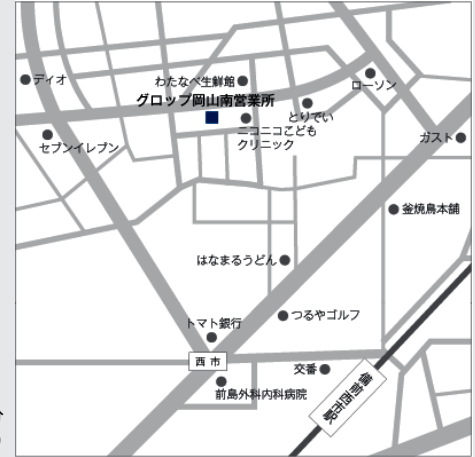 ディオ
わたなべ生鮮館
ローソン
グロップ岡山南営業所
とりでい
セブンイレブン
ニコニコこども
クリニック
ガスト
釜焼鳥本舗
はなまるうどん
つるやゴルフ
トマト銀行
西市
交番
備前西市駅
前島外科内科病院